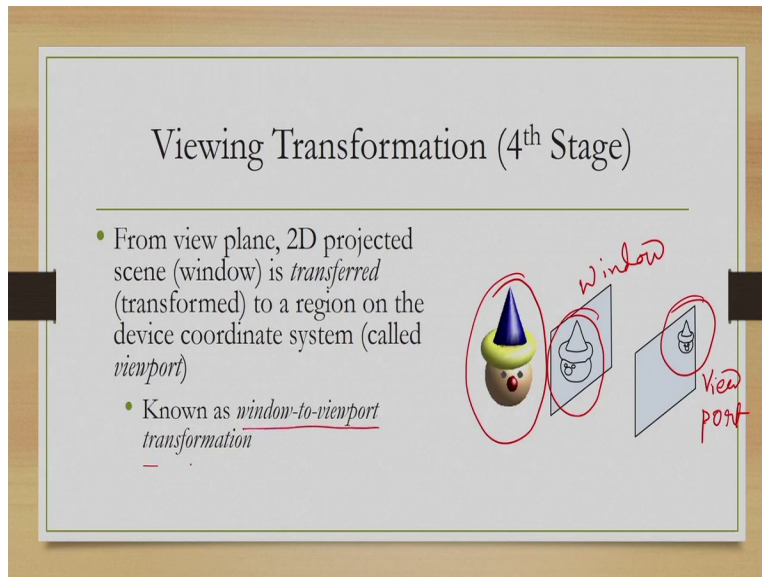 Viewing Transformation (4th Stage)
• From view plane, 2D projected
scene (window) is transferred
(transformed) to a region on the
device coordinate system (called
viewport)
• Known as window-to-viewport
transformation
window
View
port